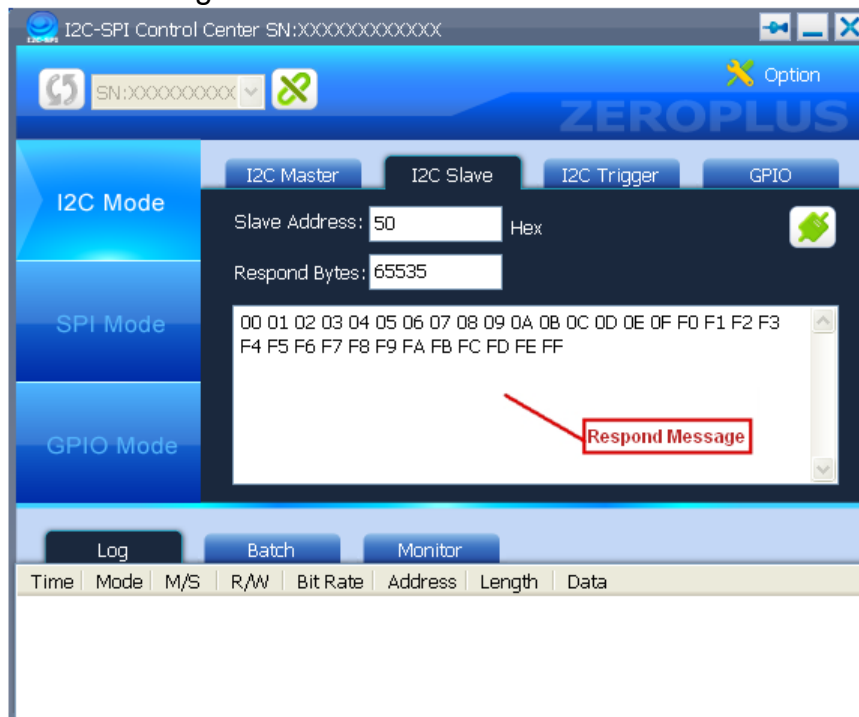 I2C-SPI Control Center SN:XXXXXXXXXXXXX
SN:XXXXXXXXXX
Option
ZEROPLUS
I2C Mode
SPI Mode
GPIO Mode
I2C Master
I2C Slave
I2C Trigger
GPIO
Slave Address: 50 Hex
Respond Bytes: 65535
00 01 02 03 04 05 06 07 08 09 0A 0B 0C 0D 0E 0F F0 F1 F2 F3
F4 F5 F6 F7 F8 F9 FA FB FC FD FE FF
Respond Message
Log
Batch
Monitor
Time Mode M/S R/W Bit Rate Address Length Data